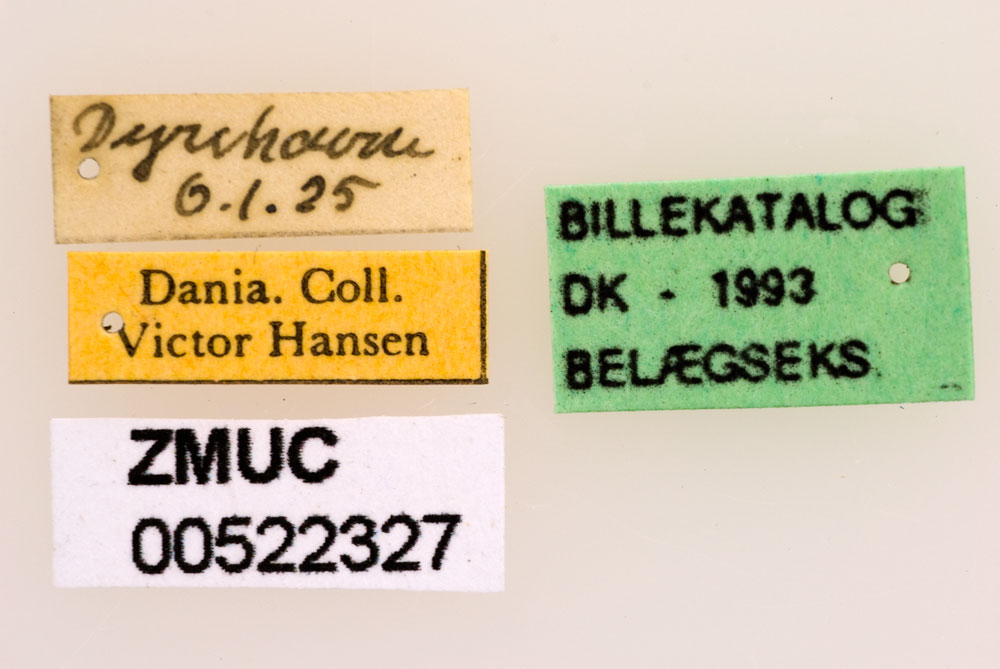 Dyrehaven
6.1.25
Dania. Coll.
Victor Hansen
ZMUC
00522327
BILLEKATALOG
DK - 1993
BELÆGSEKS.